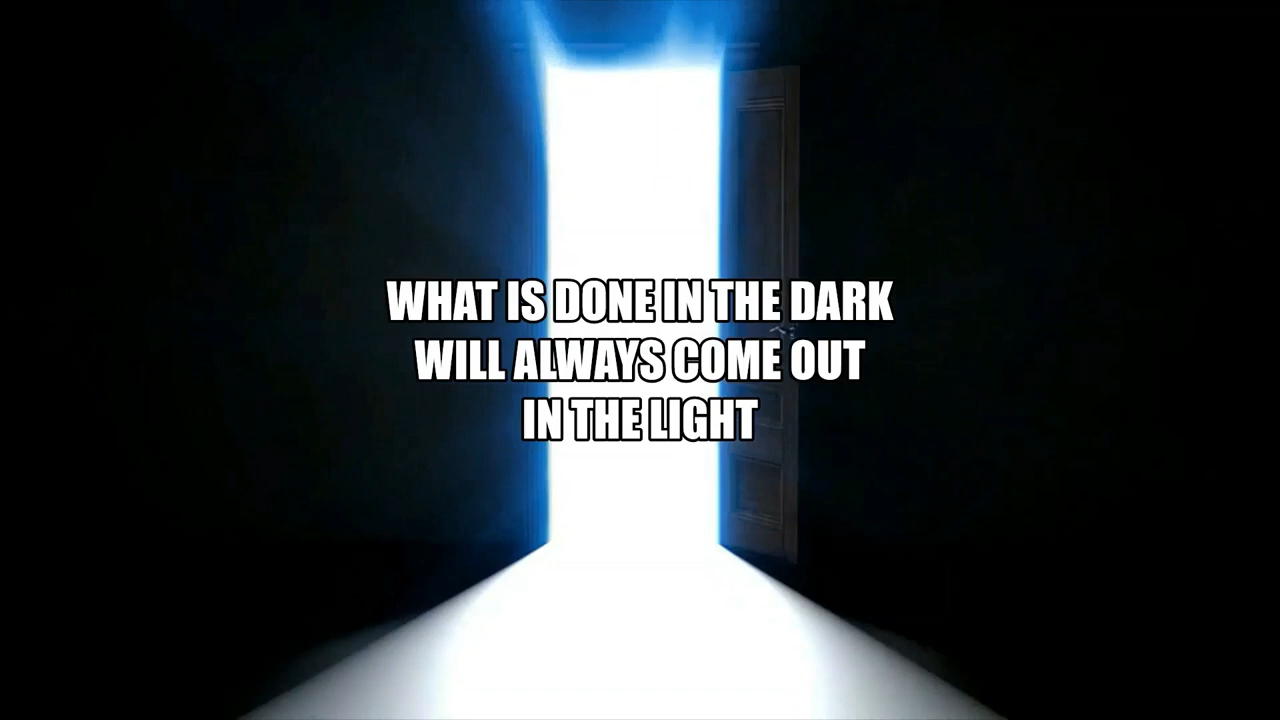 WHAT IS DONE IN THE DARK
WILL ALWAYS COME OUT
IN THE LIGHT